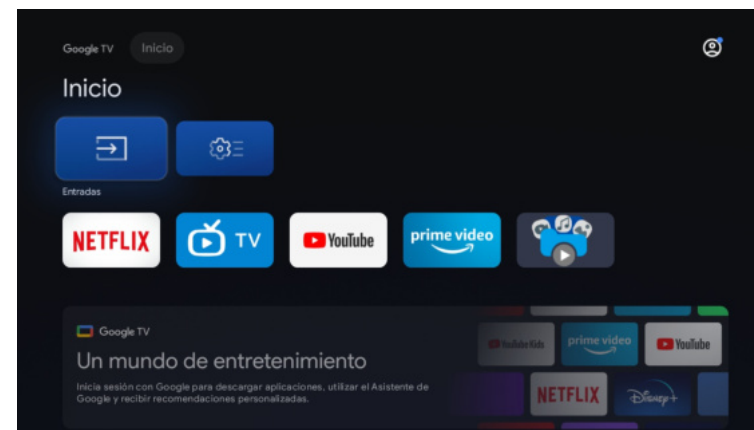 Google TV Inicio
Inicio
Entradas
NETFLIX TV YouTube prime video
Google TV
Un mundo de entretenimiento
Inicia sesión con Google para descargar aplicaciones, utilizar el Asistente de
Google y recibir recomendaciones personalizadas.
YouTube Kids prime video YouTube
NETFLIX Disney+